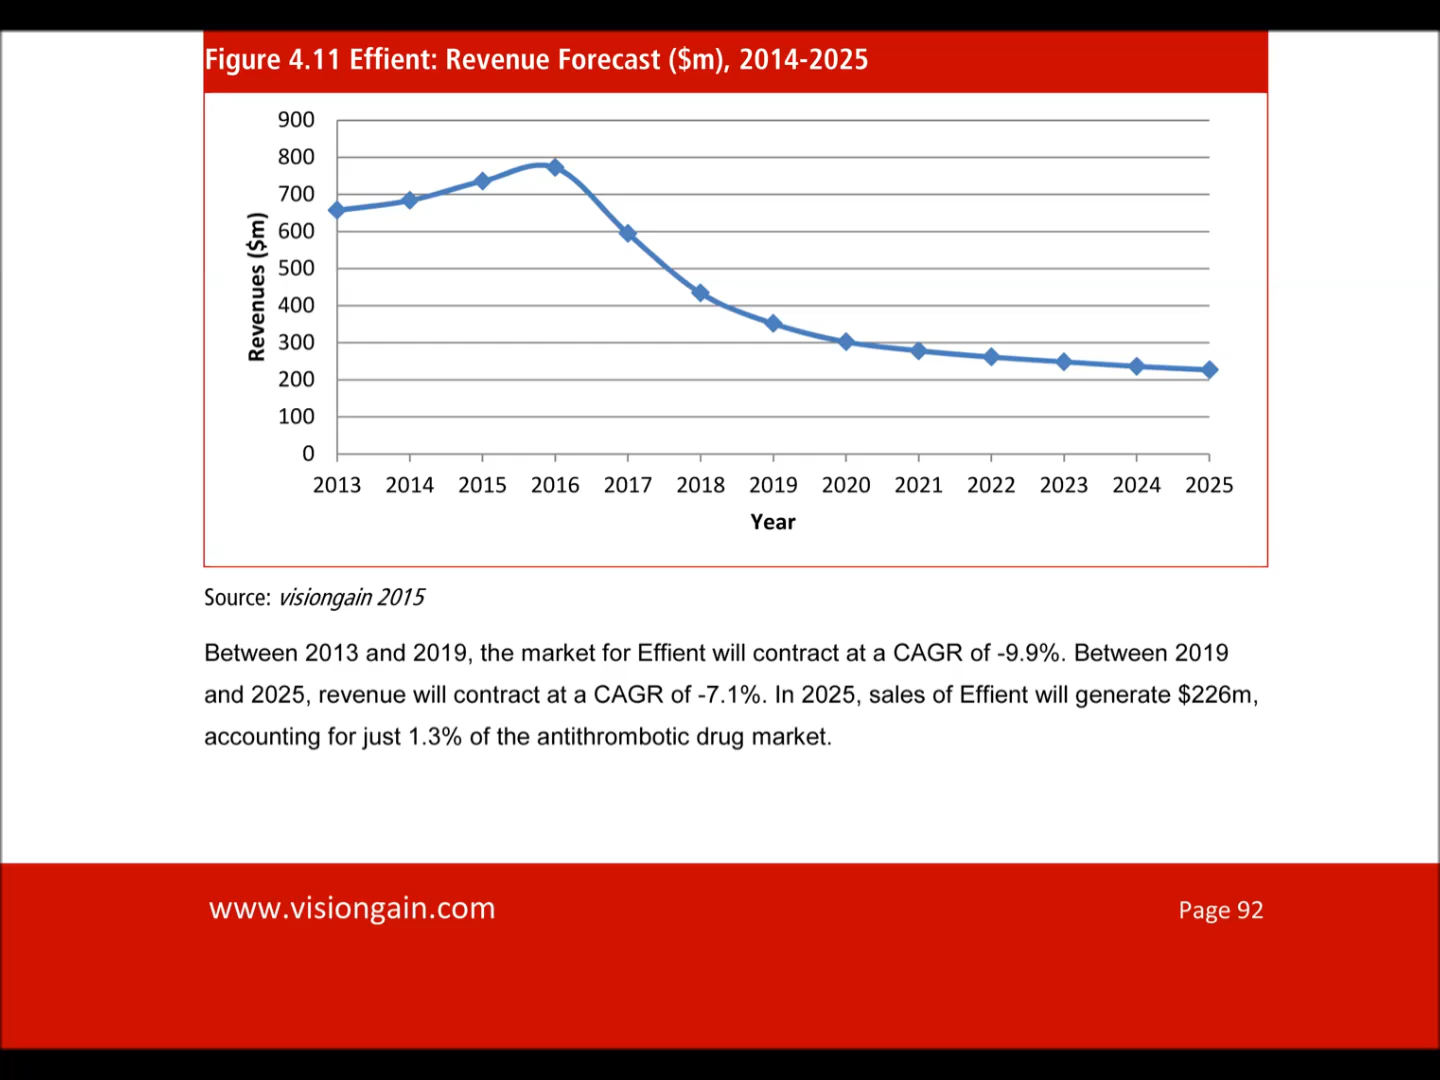 Figure 4.11 Effient: Revenue Forecast ($m), 2014-2025
900
800
700
600
500
400
300
200
100
0
Revenues ($m)
2013 2014 2015 2016 2017 2018 2019 2020 2021 2022 2023 2024 2025
Year
Source: visiongain 2015
Between 2013 and 2019, the market for Effient will contract at a CAGR of -9.9%. Between 2019
and 2025, revenue will contract at a CAGR of -7.1%. In 2025, sales of Effient will generate $226m,
accounting for just 1.3% of the antithrombotic drug market.
www.visiongain.com
Page 92